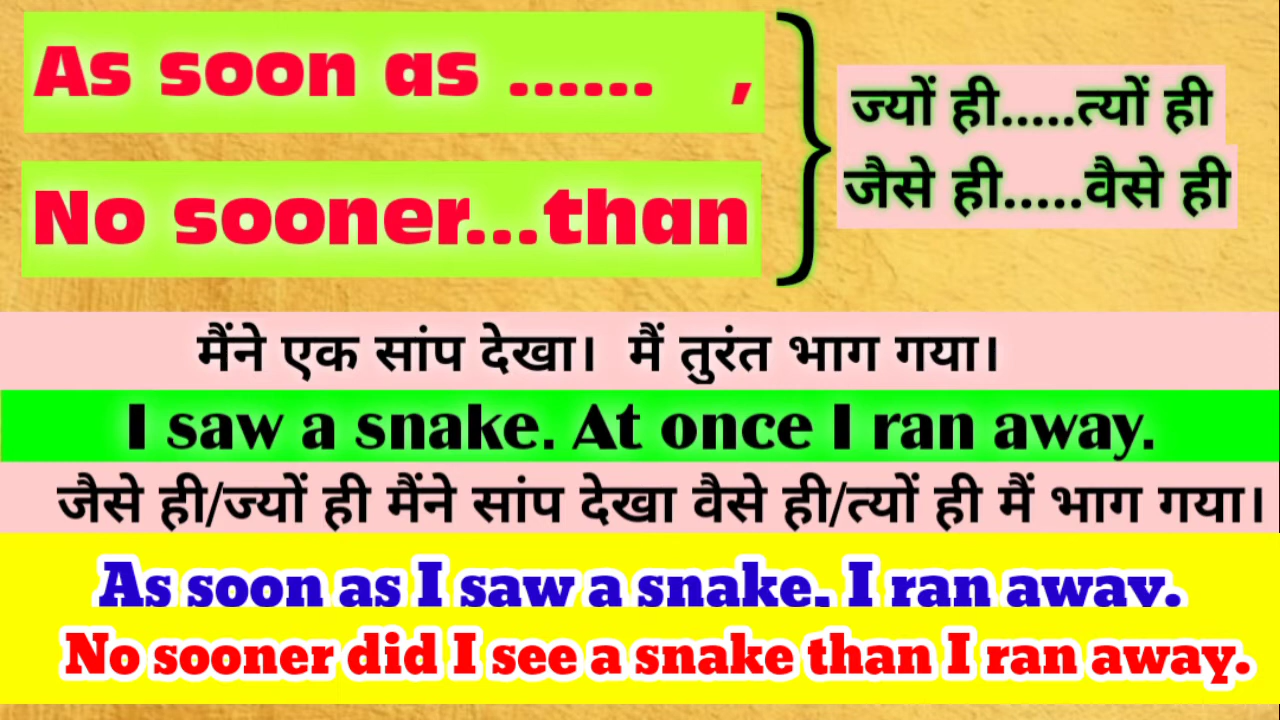 As soon as ...... ,
No sooner...than
ज्यों ही.....त्यों ही
जैसे ही.....वैसे ही
मैंने एक सांप देखा। मैं तुरंत भाग गया।
I saw a snake. At once I ran away.
जैसे ही/ज्यों ही मैंने सांप देखा वैसे ही/त्यों ही मैं भाग गया।
As soon as I saw a snake, I ran away.
No sooner did I see a snake than I ran away.